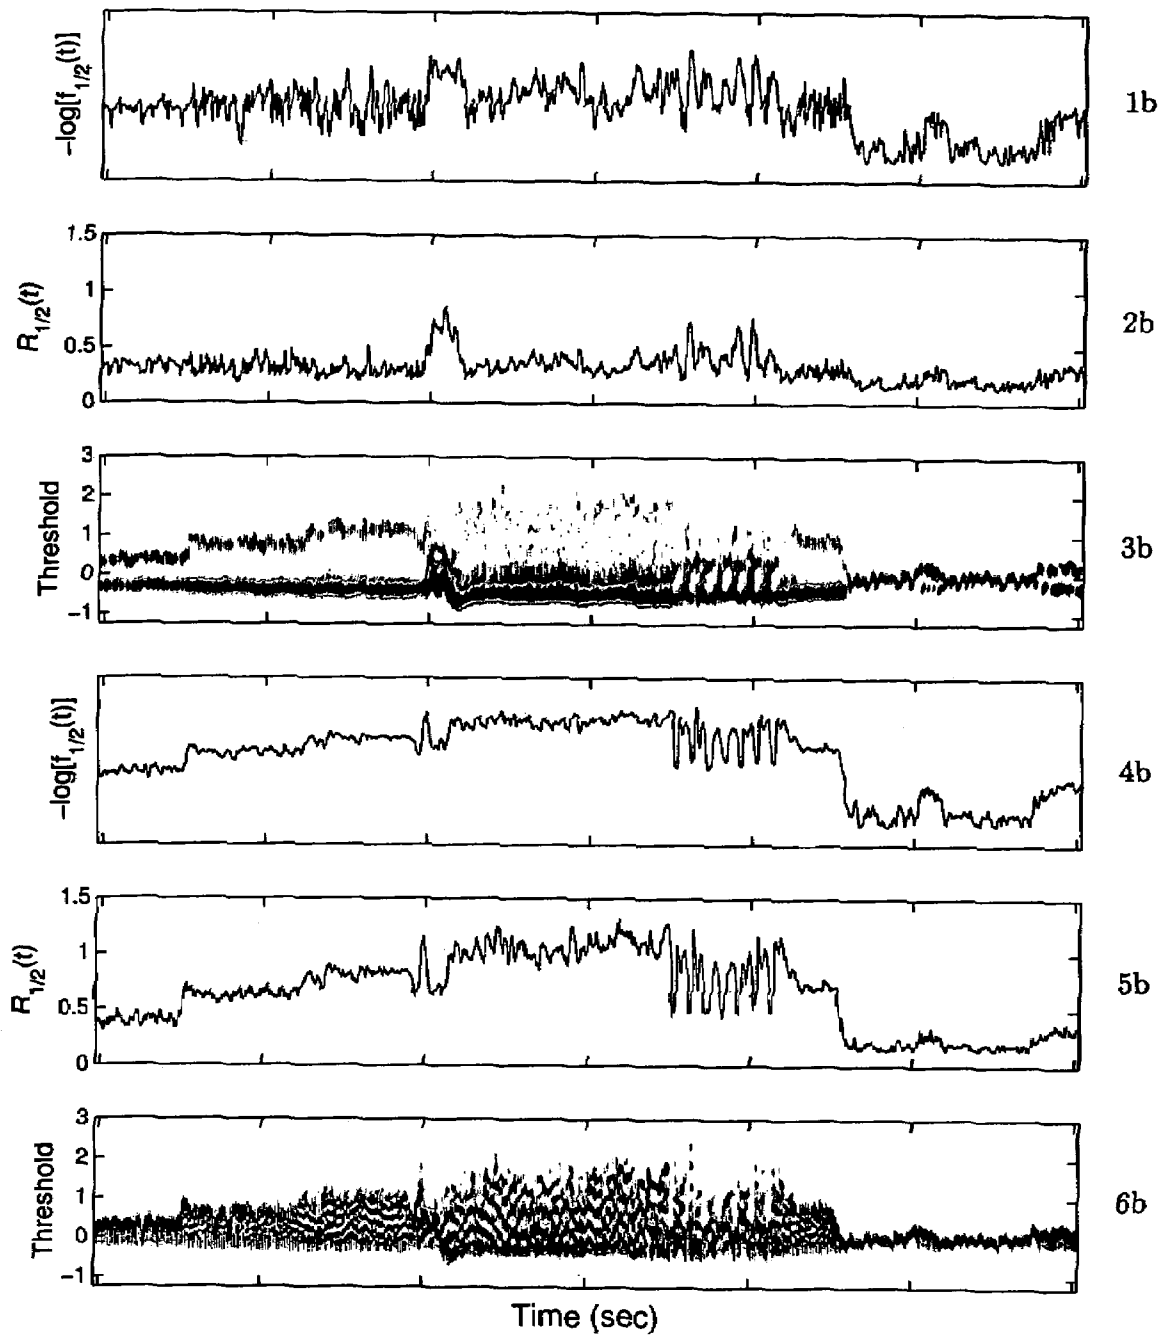 −log[f1/2(t)]
1b
1.5
1
0.5
0
R1/2(t)
2b
3
2
1
0
−1
Threshold
3b
−log[f1/2(t)]
4b
1.5
1
0.5
0
R1/2(t)
5b
3
2
1
0
−1
Threshold
6b
Time (sec)